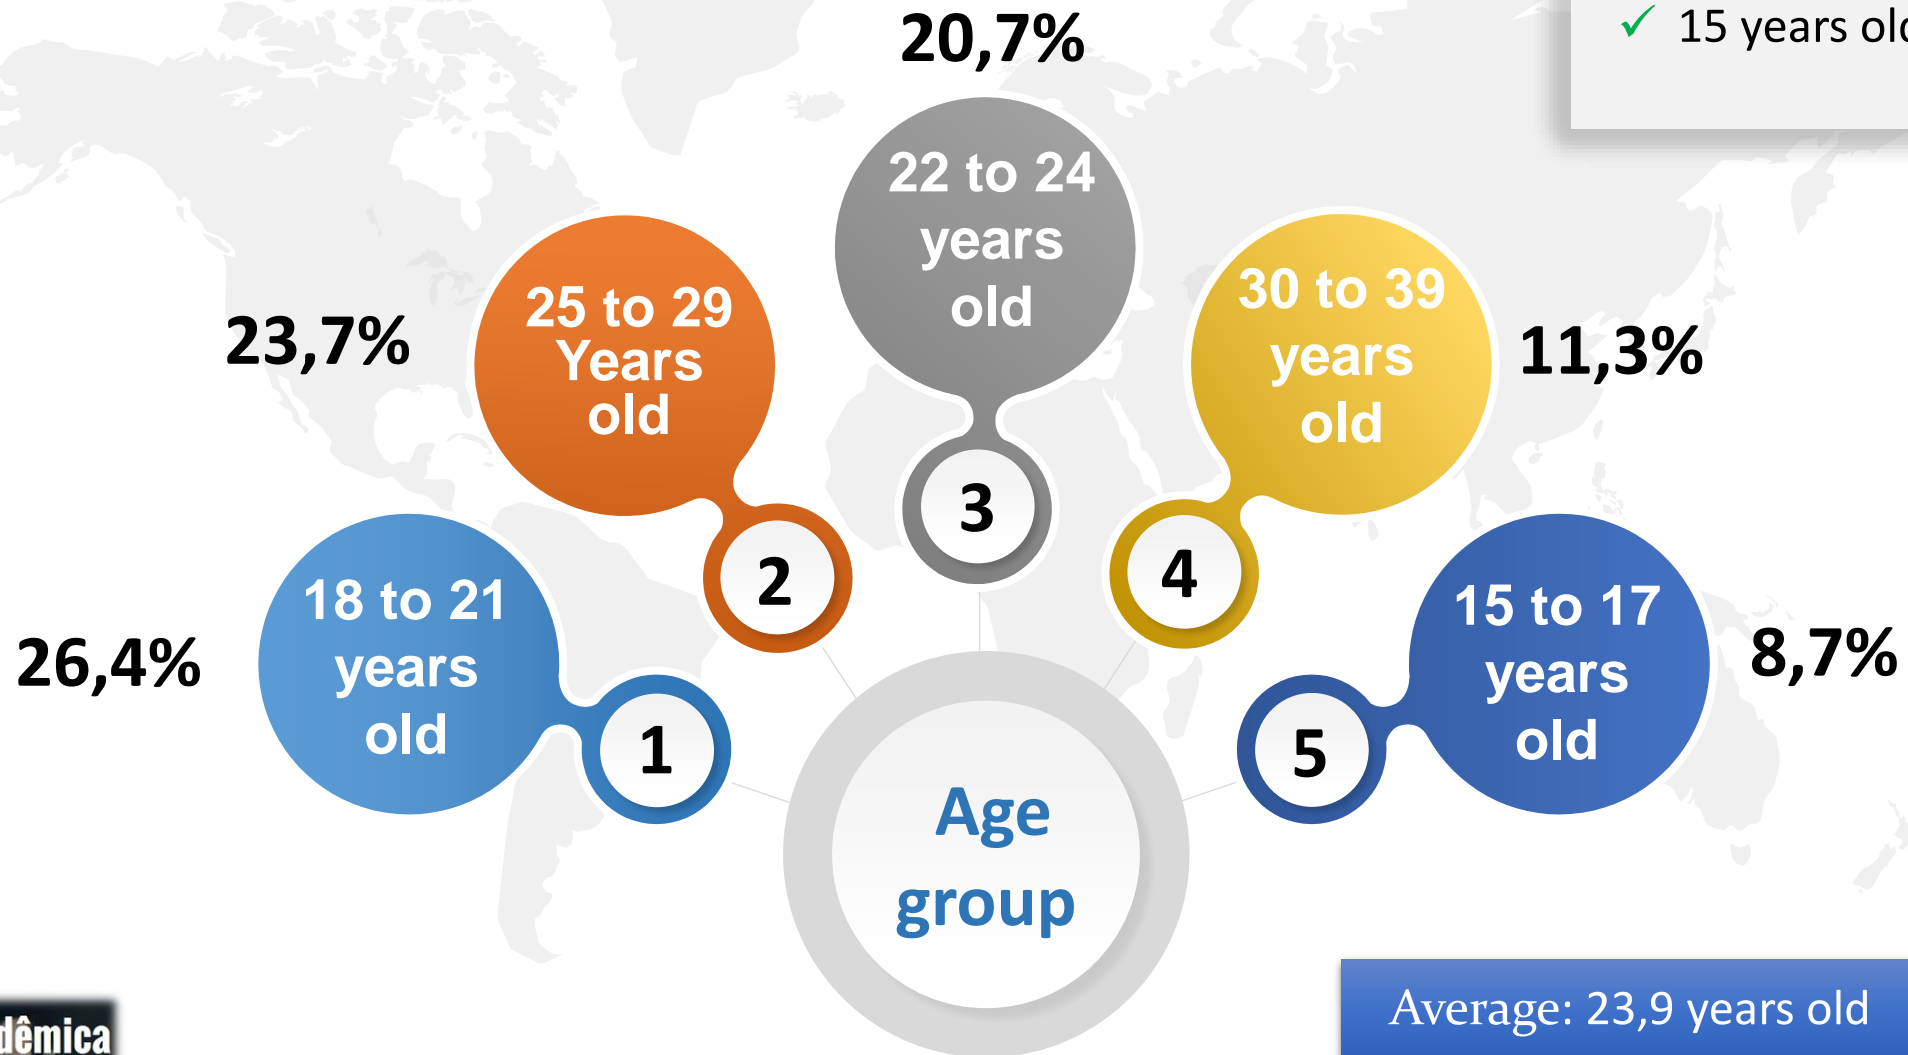 20,7%
✓ 15 years old
22 to 24
years
old
25 to 29
Years
old
23,7%
30 to 39
years
old
11,3%
3
2
4
18 to 21
years
old
26,4%
1
15 to 17
years
old
8,7%
5
Age
group
Average: 23,9 years old
dêmica